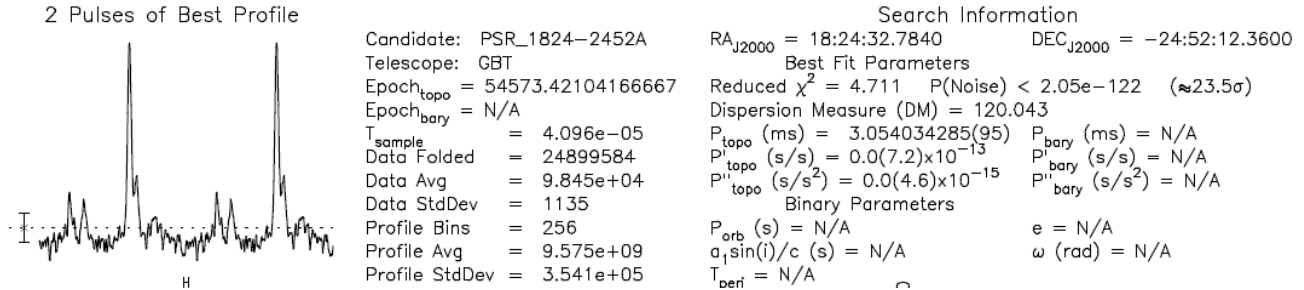 2 Pulses of Best Profile
Search Information
Candidate: PSR_1824−2452A
RA_J2000 = 18:24:32.7840 DEC_J2000 = −24:52:12.3600
Telescope: GBT
Best Fit Parameters
Epoch_topo = 54573.42104166667
Reduced χ² = 4.711 P(Noise) < 2.05e−122 (≈23.5σ)
Epoch_bary = N/A
Dispersion Measure (DM) = 120.043
T_sample = 4.096e−05
P_topo (ms) = 3.054034285(95) P_bary (ms) = N/A
Data Folded = 24899584
P'_topo (s/s) = 0.0(7.2)x10⁻¹³ P'_bary (s/s) = N/A
Data Avg = 9.845e+04
P''_topo (s/s²) = 0.0(4.6)x10⁻¹⁵ P''_bary (s/s²) = N/A
Data StdDev = 1135
Binary Parameters
Profile Bins = 256
P_orb (s) = N/A e = N/A
Profile Avg = 9.575e+09
a₁sin(i)/c (s) = N/A ω (rad) = N/A
Profile StdDev = 3.541e+05
T_peri = N/A